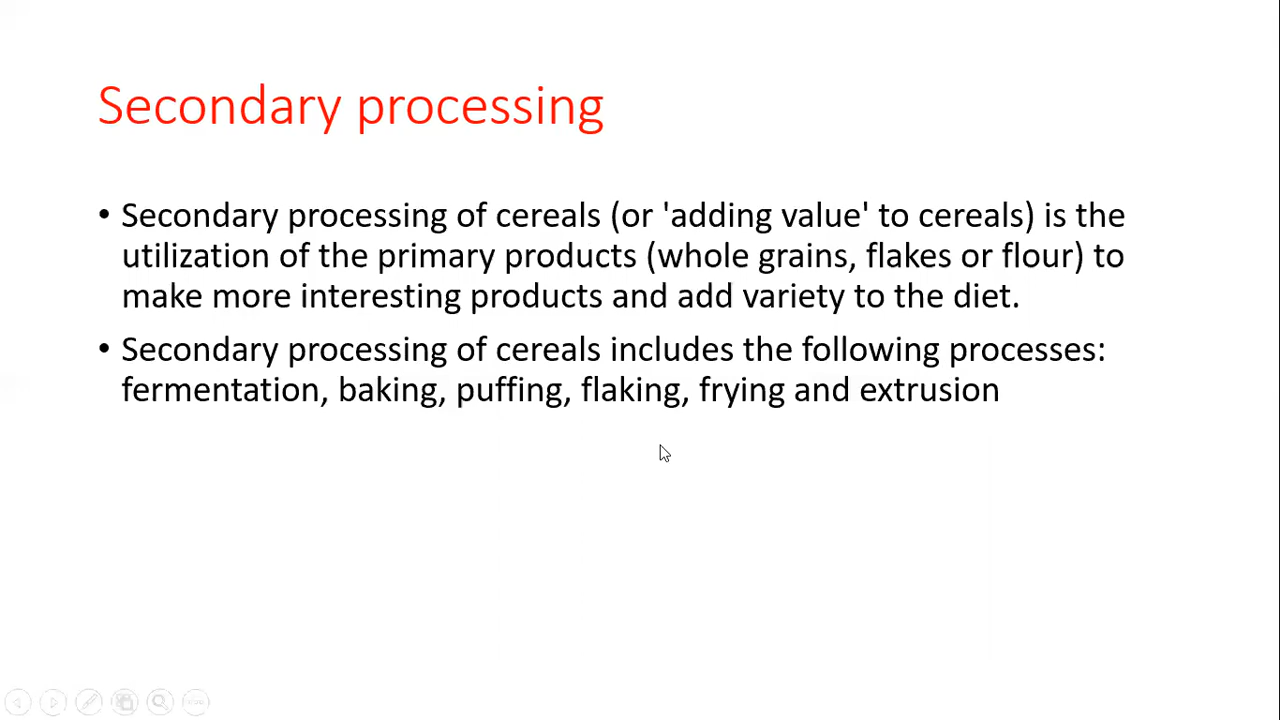 Secondary processing
• Secondary processing of cereals (or 'adding value' to cereals) is the
utilization of the primary products (whole grains, flakes or flour) to
make more interesting products and add variety to the diet.
• Secondary processing of cereals includes the following processes:
fermentation, baking, puffing, flaking, frying and extrusion